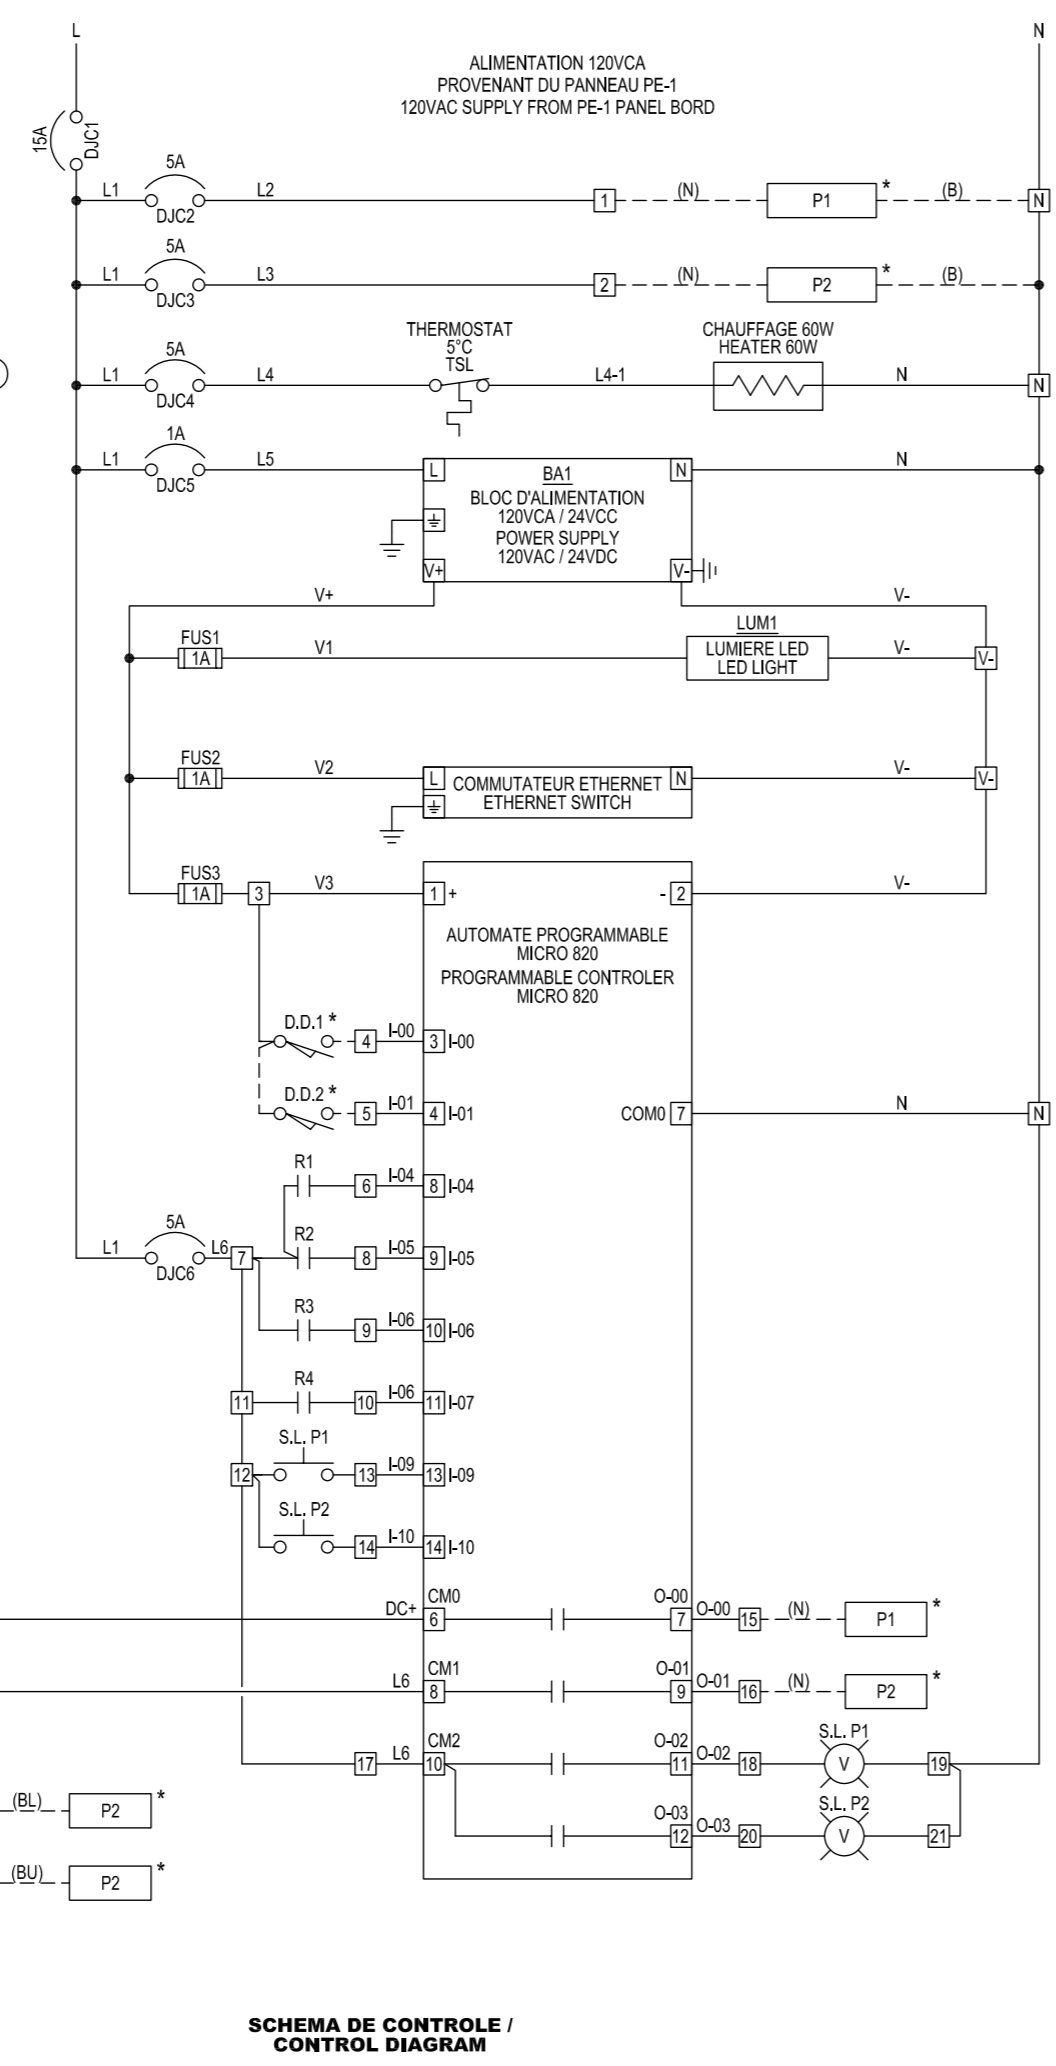 L
N
ALIMENTATION 120VCA
PROVENANT DU PANNEAU PE-1
120VAC SUPPLY FROM PE-1 PANEL BORD
15A
DJC1
L1
5A
DJC2
L2
1
(N)
P1
*
(B)
N
L1
5A
DJC3
L3
2
(N)
P2
*
(B)
L1
5A
DJC4
L4
THERMOSTAT
5°C
TSL
L4-1
CHAUFFAGE 60W
HEATER 60W
N
N
L1
1A
DJC5
L5
L
BA1
BLOC D'ALIMENTATION
120VCA / 24VCC
POWER SUPPLY
120VAC / 24VDC
N
N
V+
V-
V+
V-
FUS1
1A
V1
LUM1
LUMIERE LED
LED LIGHT
V-
V-
FUS2
1A
V2
L
COMMUTATEUR ETHERNET
ETHERNET SWITCH
N
V-
V-
FUS3
1A
3
V3
1
+
-
2
V-
AUTOMATE PROGRAMMABLE
MICRO 820
PROGRAMMABLE CONTROLER
MICRO 820
D.D.1 *
4
I-00
3
I-00
D.D.2 *
5
I-01
4
I-01
COM0
7
N
N
R1
6
I-04
8
I-04
L1
5A
DJC6
L6
7
R2
8
I-05
9
I-05
R3
9
I-06
10
I-06
11
R4
10
I-06
11
I-07
12
S.L. P1
13
I-09
13
I-09
S.L. P2
14
I-10
14
I-10
DC+
CM0
6
O-00
7
O-00
15
(N)
P1
*
L6
CM1
8
O-01
9
O-01
16
(N)
P2
*
17
L6
CM2
10
O-02
11
O-02
18
S.L. P1
V
19
O-03
12
O-03
20
S.L. P2
V
21
(BL)
P2
*
(BU)
P2
*
SCHEMA DE CONTROLE /
CONTROL DIAGRAM